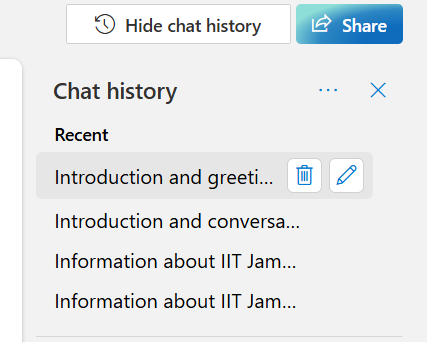 Hide chat history
Share
Chat history
Recent
Introduction and greeti...
Introduction and conversa...
Information about IIT Jam...
Information about IIT Jam...